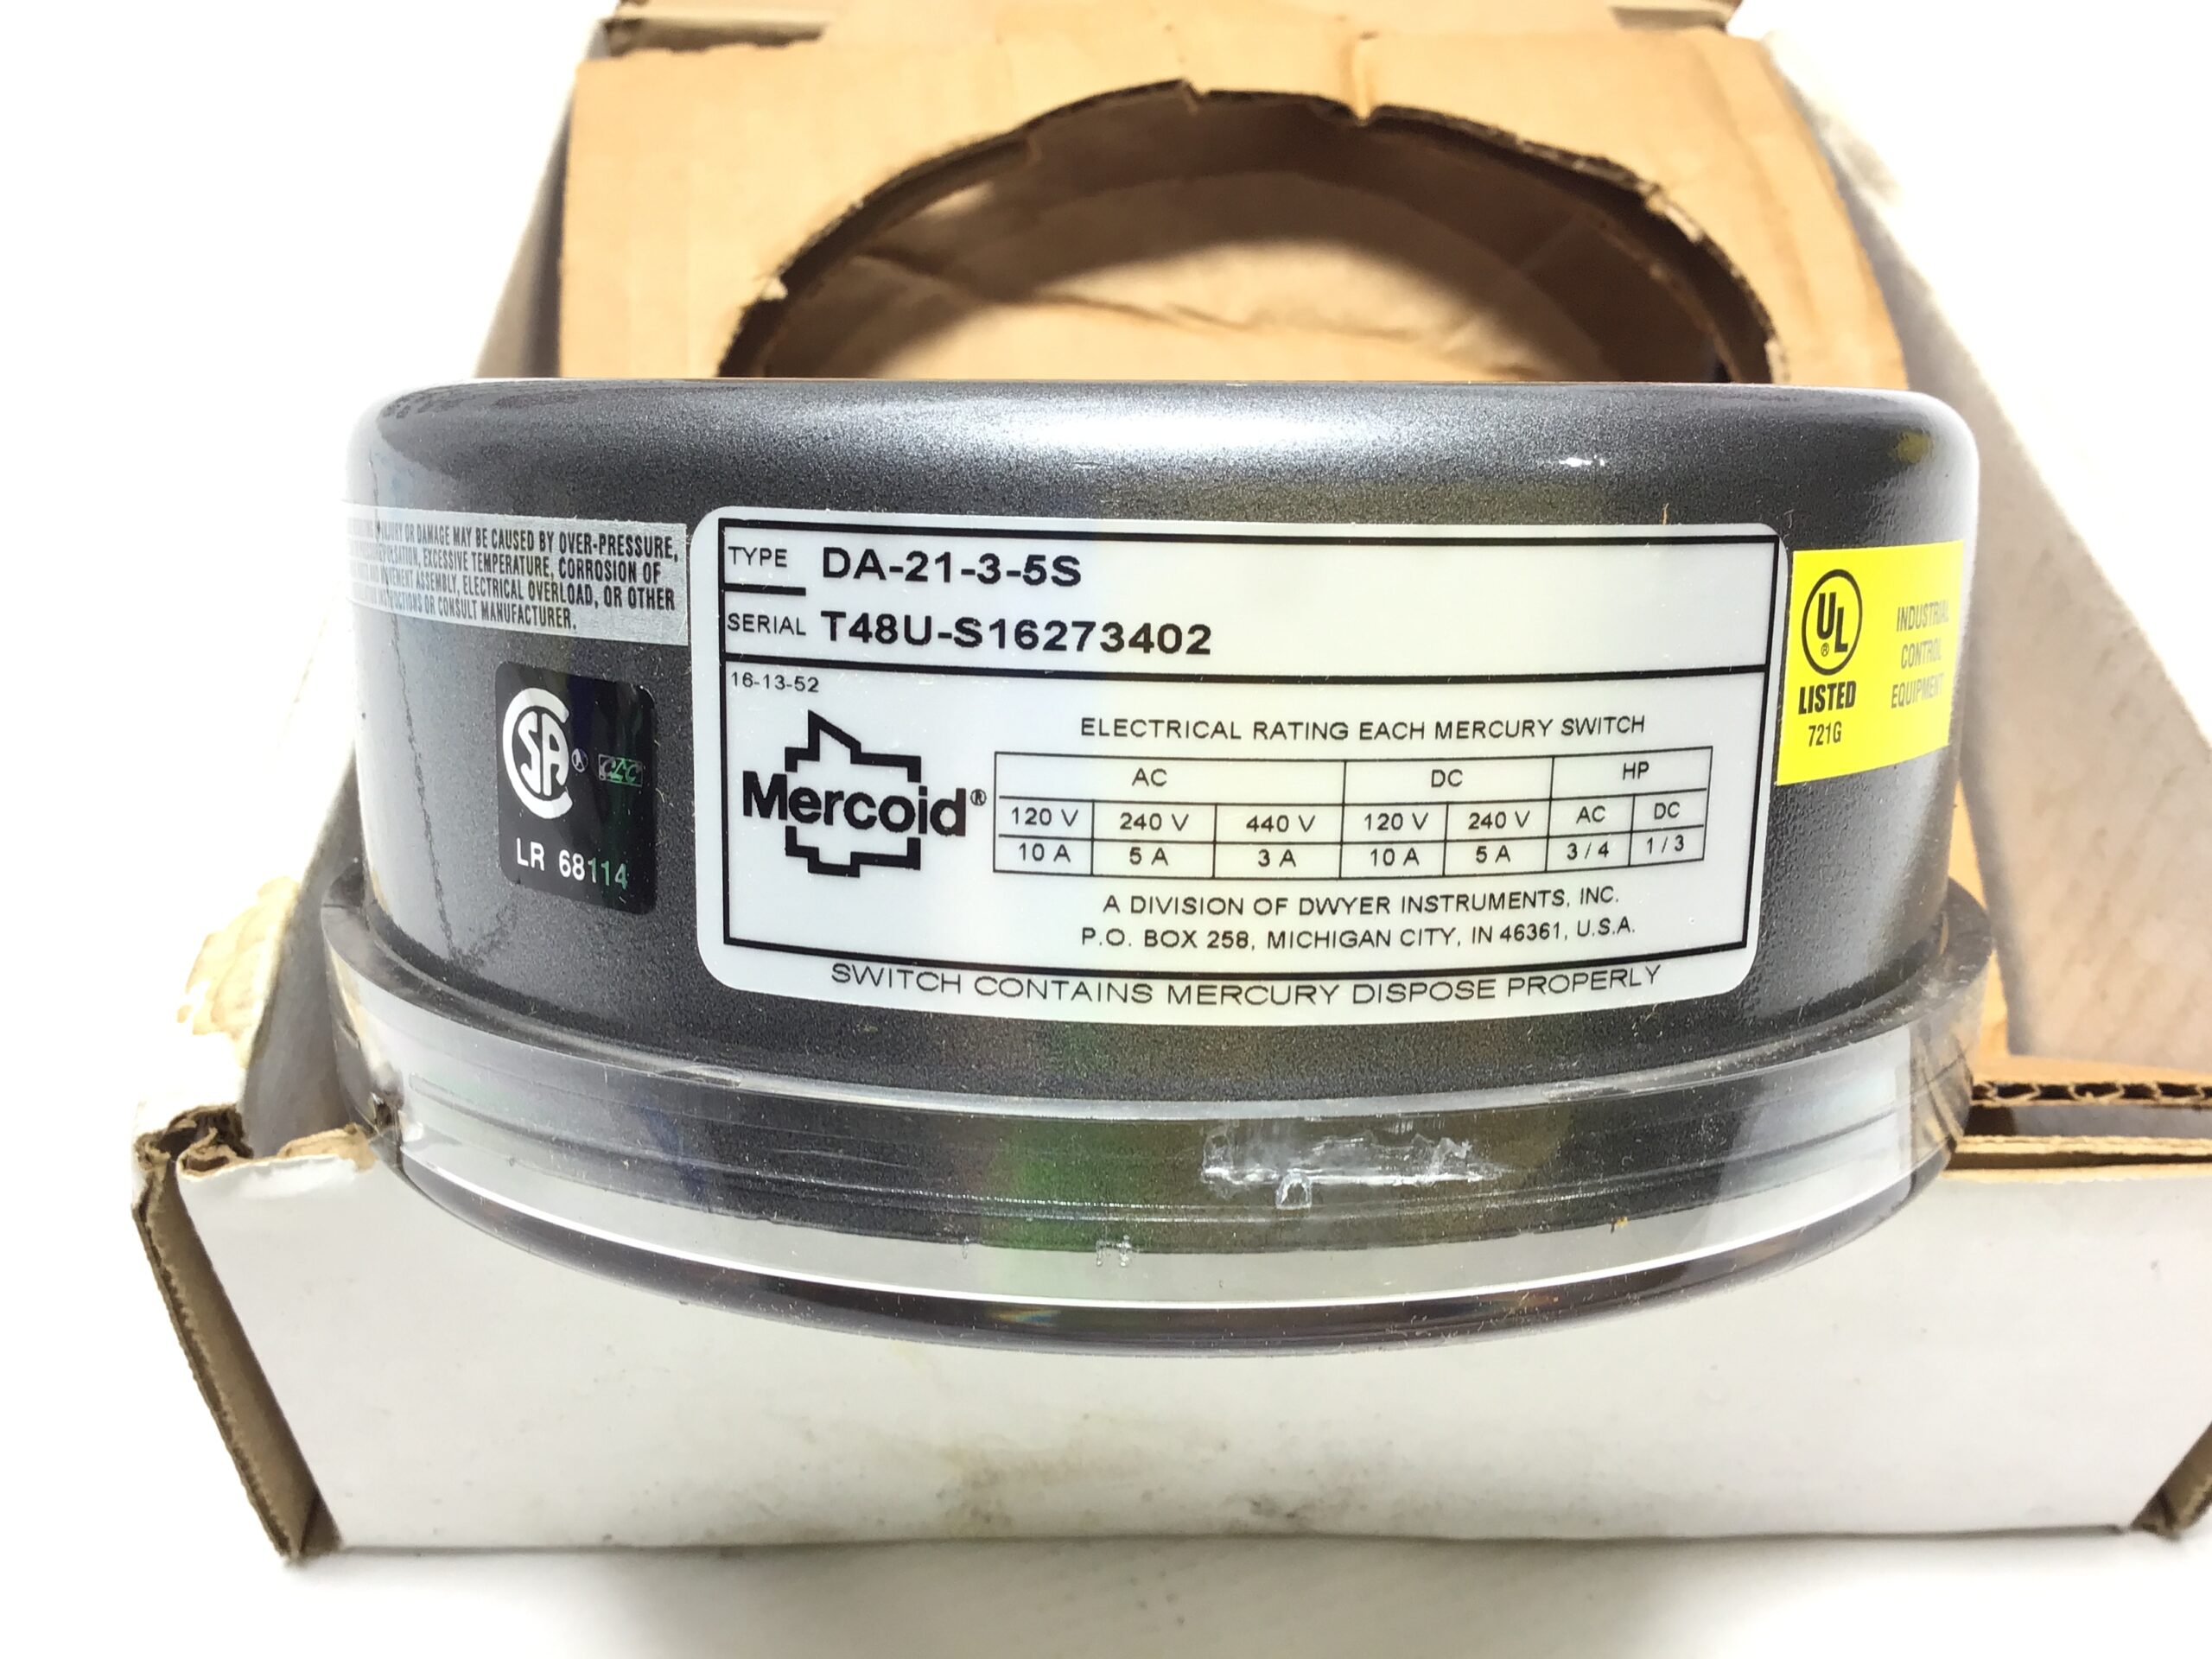 INJURY OR DAMAGE MAY BE CAUSED BY OVER-PRESSURE,
EXCESSIVE TEMPERATURE, CORROSION OF
ASSEMBLY, ELECTRICAL OVERLOAD, OR OTHER
INSTRUCTIONS OR CONSULT MANUFACTURER.
CSA®
LR 68114
TYPE DA-21-3-5S
SERIAL T48U-S16273402
16-13-52
Mercoid®
ELECTRICAL RATING EACH MERCURY SWITCH
AC DC HP
120 V 240 V 440 V 120 V 240 V AC DC
10 A 5 A 3 A 10 A 5 A 3/4 1/3
A DIVISION OF DWYER INSTRUMENTS, INC.
P.O. BOX 258, MICHIGAN CITY, IN 46361, U.S.A.
SWITCH CONTAINS MERCURY DISPOSE PROPERLY
UL®
LISTED
721G
INDUSTRIAL
CONTROL
EQUIPMENT